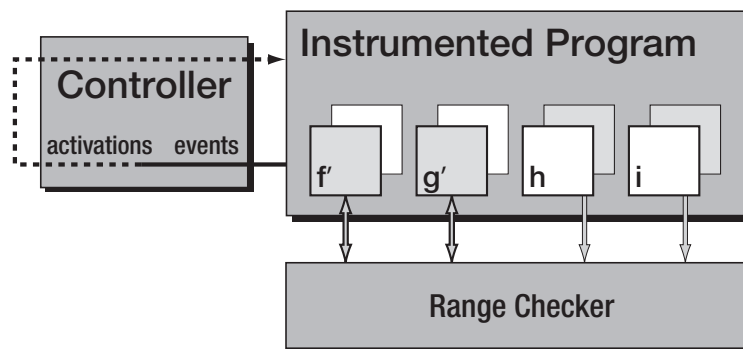 Instrumented Program
Controller
activations events
f′ g′ h i
Range Checker